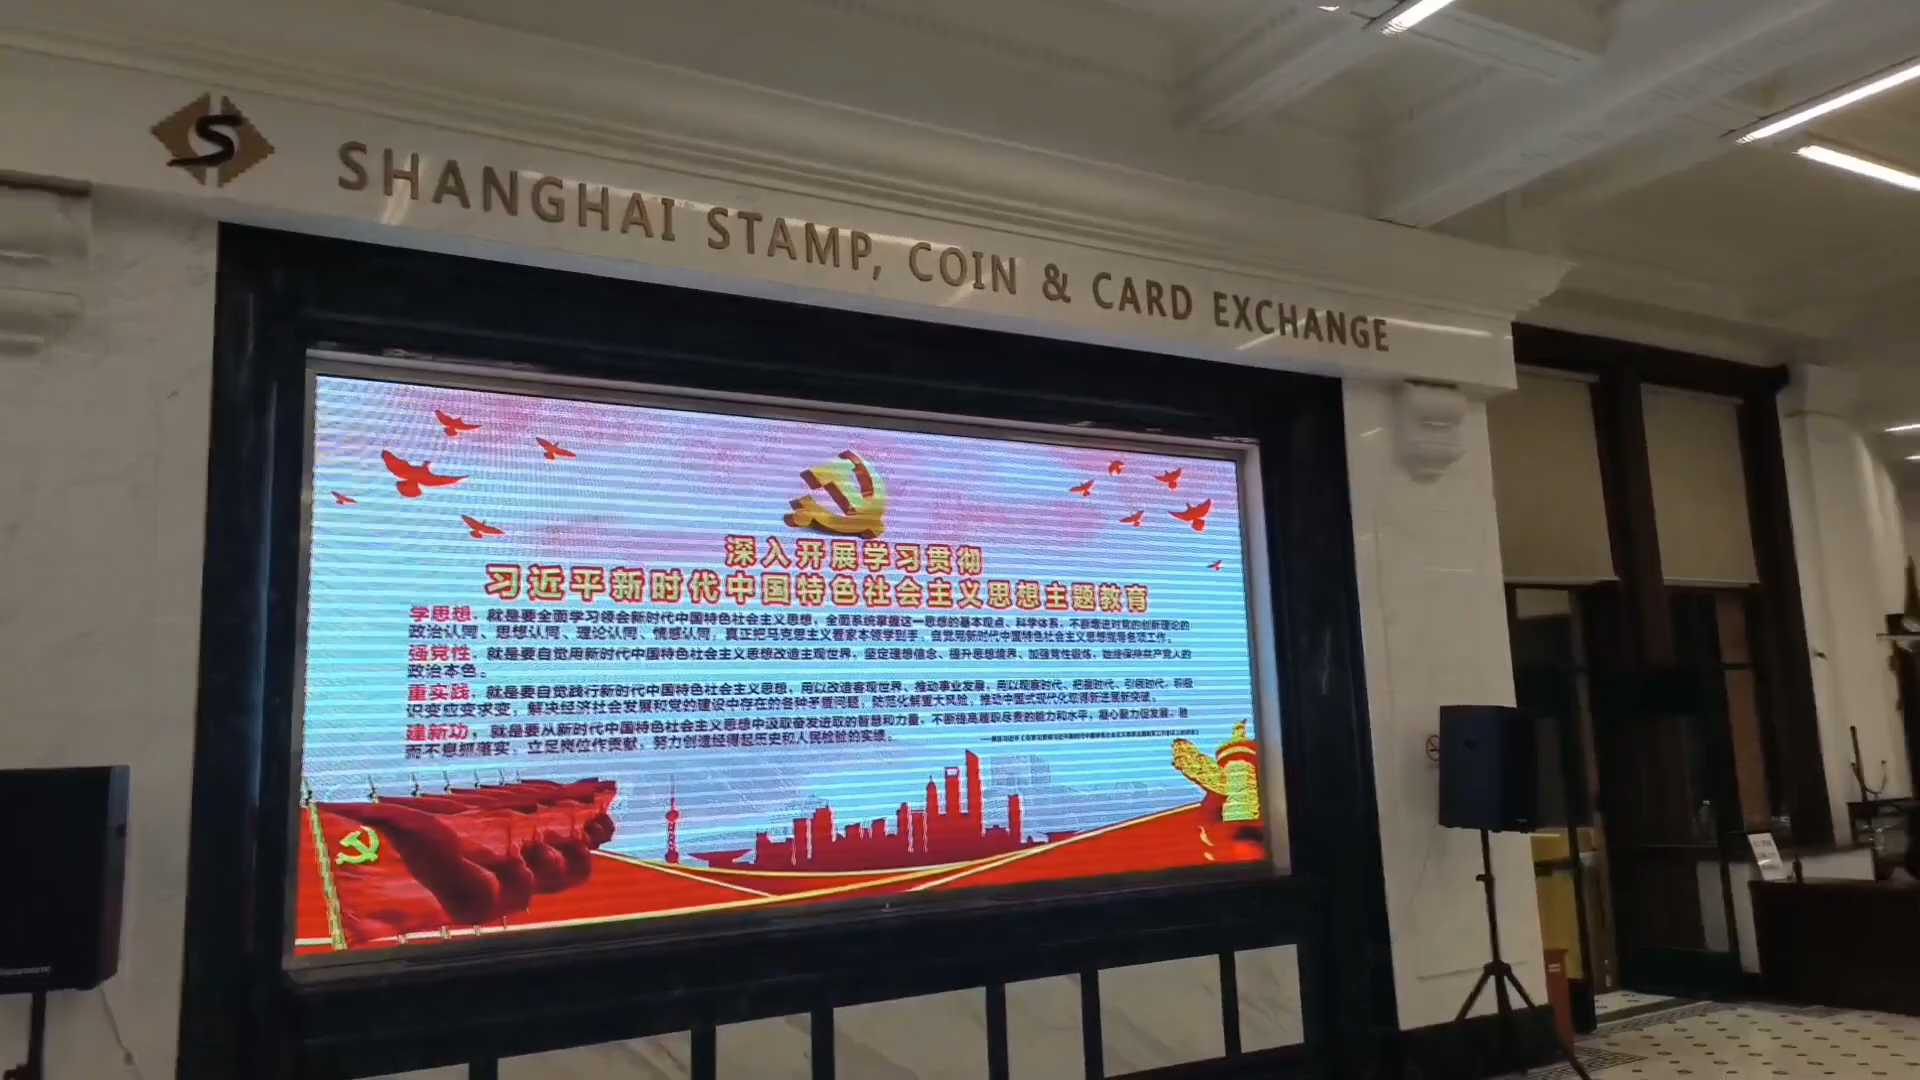 S
SHANGHAI STAMP, COIN & CARD EXCHANGE
深入开展学习贯彻
习近平新时代中国特色社会主义思想主题教育
学思想，就是要全面学习领会新时代中国特色社会主义思想，全面系统掌握这一思想的基本观点、科学体系，不断增进对党的创新理论的
政治认同、思想认同、理论认同、情感认同，真正把马克思主义看家本领学到手，自觉用新时代中国特色社会主义思想指导各项工作。
强党性，就是要自觉用新时代中国特色社会主义思想改造主观世界，坚定理想信念、提升思想境界、加强党性锻炼，始终保持共产党人的
政治本色。
重实践，就是要自觉践行新时代中国特色社会主义思想，用以改造客观世界、推动事业发展，用以观察时代、把握时代、引领时代，积极
识变应变求变，解决经济社会发展和党的建设中存在的各种矛盾问题，防范化解重大风险，推动中国式现代化取得新进展新突破。
建新功，就是要从新时代中国特色社会主义思想中汲取奋发进取的智慧和力量，不断提高履职尽责的能力和水平，凝心聚力促发展，驰
而不息抓落实，立足岗位作贡献，努力创造经得起历史和人民检验的实绩。